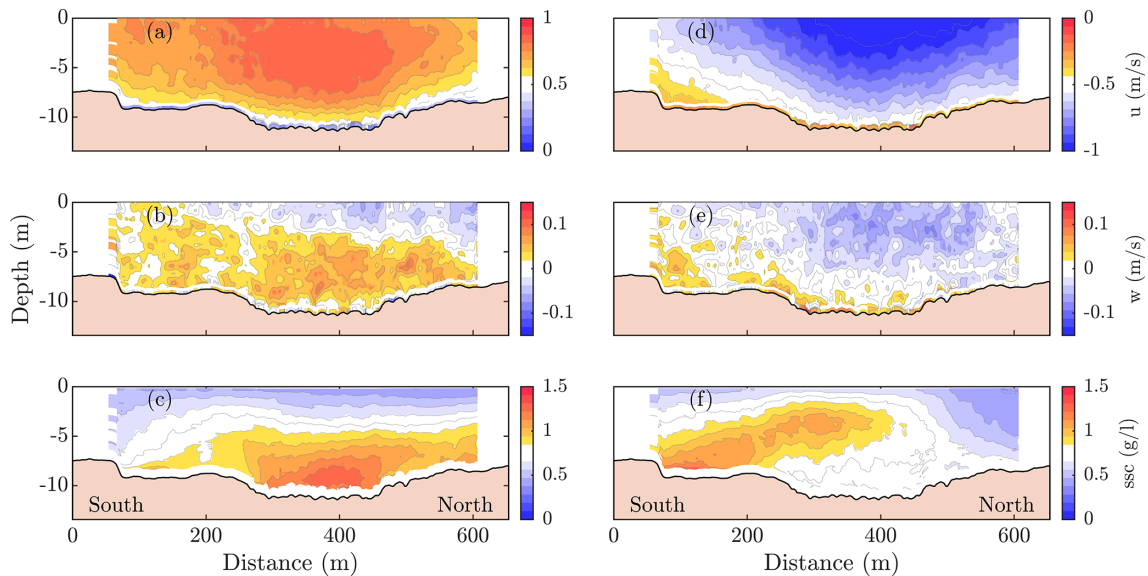 0
-5
-10
(a)
1
0.5
0
(d)
0
-0.5
-1
u (m/s)
Depth (m)
0
-5
-10
(b)
0.1
0
-0.1
(e)
0.1
0
-0.1
w (m/s)
0
-5
-10
(c)
South
North
1.5
1
0.5
0
(f)
South
North
1.5
1
0.5
0
ssc (g/l)
0 200 400 600
0 200 400 600
Distance (m)
Distance (m)